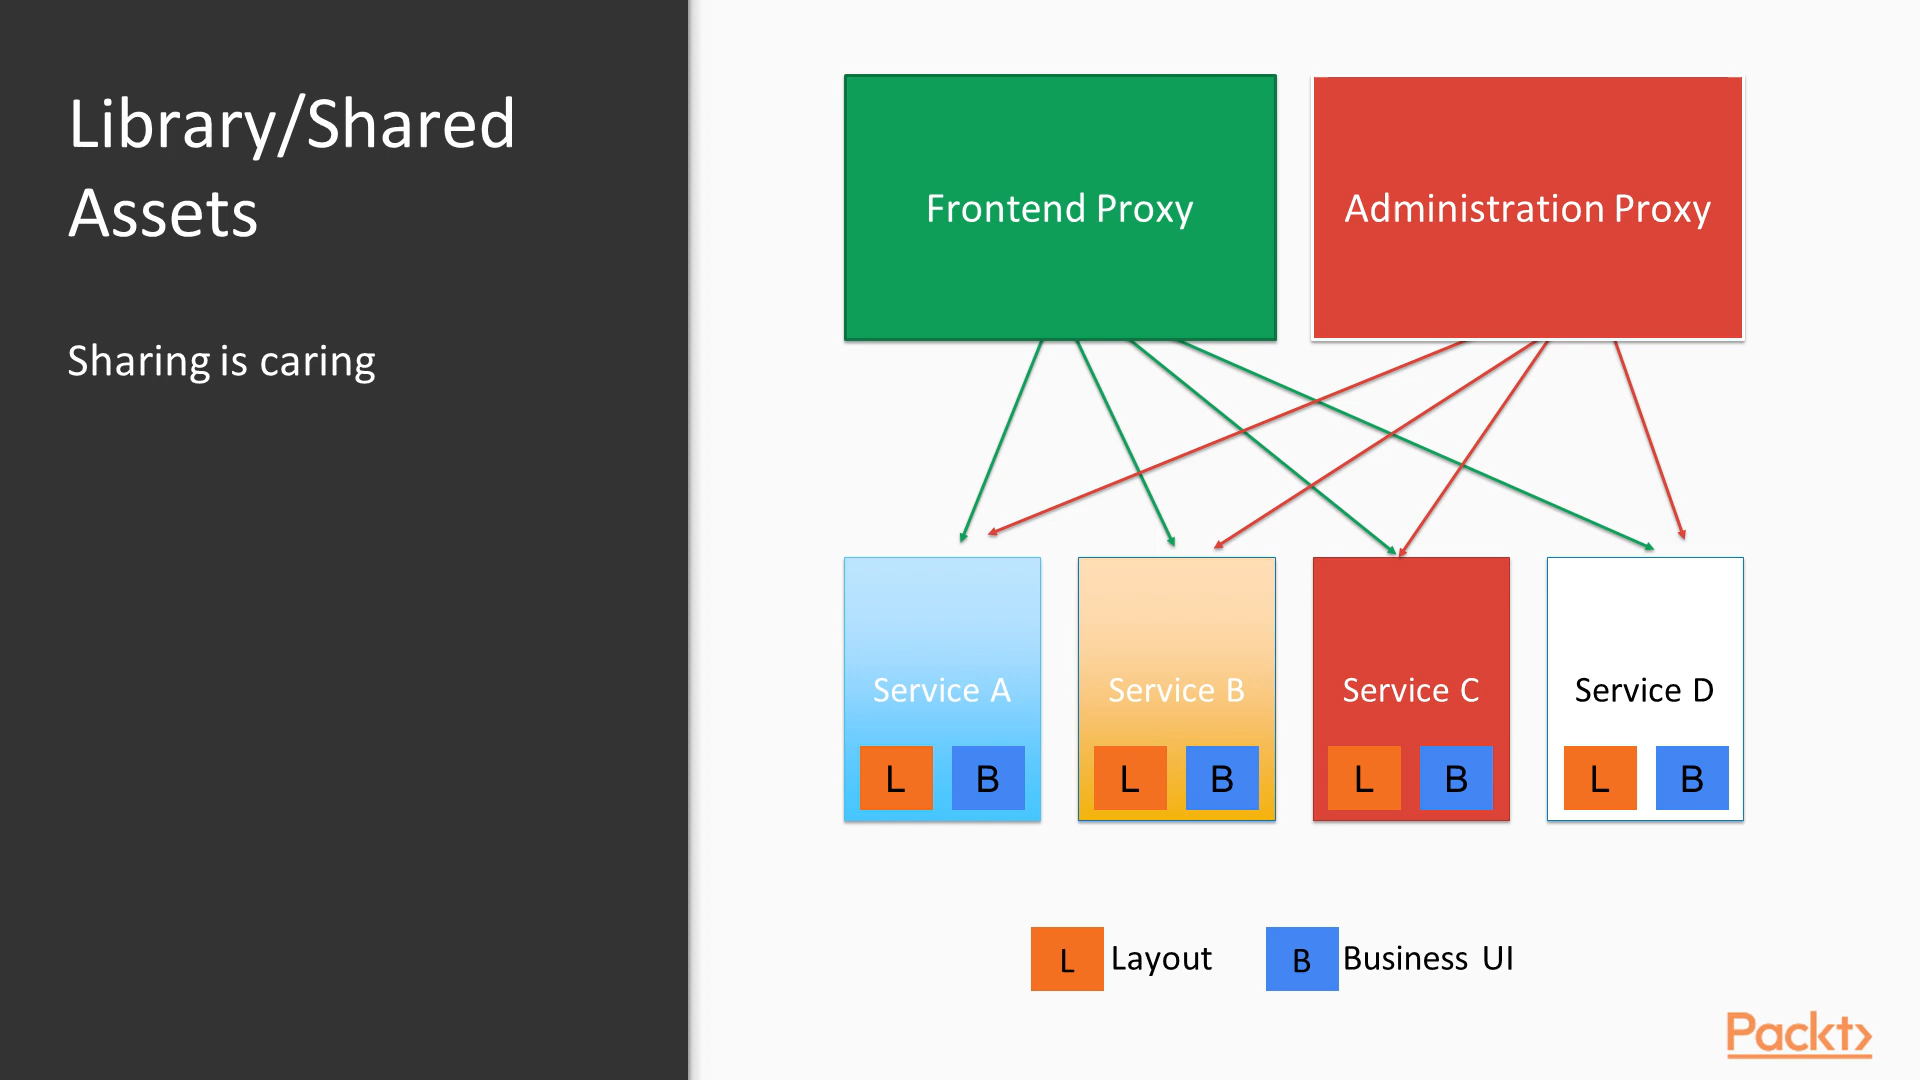 Library/Shared
Assets
Sharing is caring
Frontend Proxy
Administration Proxy
Service A
Service B
Service C
Service D
L B
L B
L B
L B
L Layout
B Business UI
Packt>